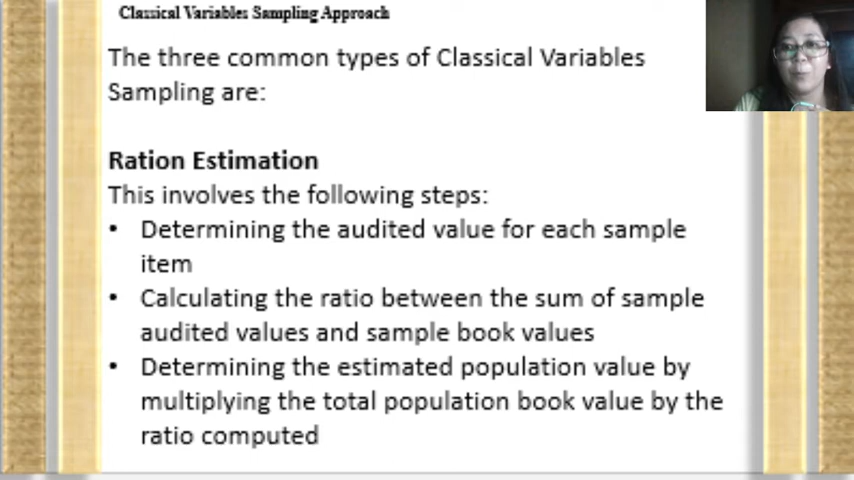 Classical Variables Sampling Approach
The three common types of Classical Variables
Sampling are:
Ration Estimation
This involves the following steps:
• Determining the audited value for each sample
item
• Calculating the ratio between the sum of sample
audited values and sample book values
• Determining the estimated population value by
multiplying the total population book value by the
ratio computed